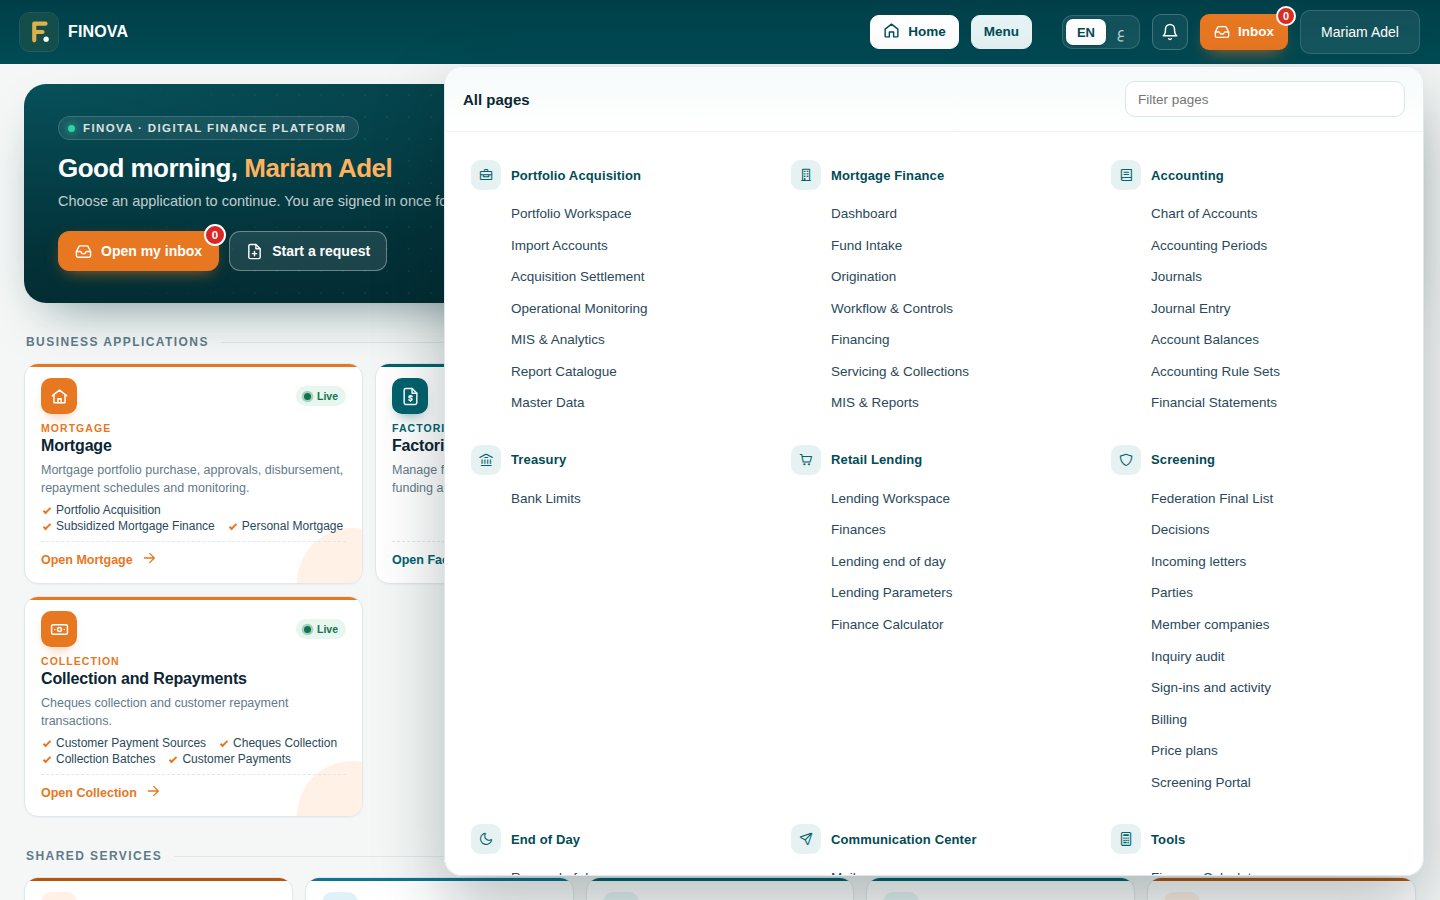 FINOVA
Home
Menu
EN
ع
Inbox
0
Mariam Adel
FINOVA · DIGITAL FINANCE PLATFORM
Good morning, Mariam Adel
Choose an application to continue. You are signed in once
Open my inbox
0
Start a request
BUSINESS APPLICATIONS
Live
MORTGAGE
Mortgage
Mortgage portfolio purchase, approvals, disbursement,
repayment schedules and monitoring.
Portfolio Acquisition
Subsidized Mortgage Finance
Personal Mortgage
Open Mortgage
Manage
funding
Open
Live
COLLECTION
Collection and Repayments
Cheques collection and customer repayment
transactions.
Customer Payment Sources
Cheques Collection
Collection Batches
Customer Payments
Open Collection
SHARED SERVICES
All pages
Filter pages
Portfolio Acquisition
Portfolio Workspace
Import Accounts
Acquisition Settlement
Operational Monitoring
MIS & Analytics
Report Catalogue
Master Data
Mortgage Finance
Dashboard
Fund Intake
Origination
Workflow & Controls
Financing
Servicing & Collections
MIS & Reports
Accounting
Chart of Accounts
Accounting Periods
Journals
Journal Entry
Account Balances
Accounting Rule Sets
Financial Statements
Treasury
Bank Limits
Retail Lending
Lending Workspace
Finances
Lending end of day
Lending Parameters
Finance Calculator
Screening
Federation Final List
Decisions
Incoming letters
Parties
Member companies
Inquiry audit
Sign-ins and activity
Billing
Price plans
Screening Portal
End of Day
Communication Center
Tools